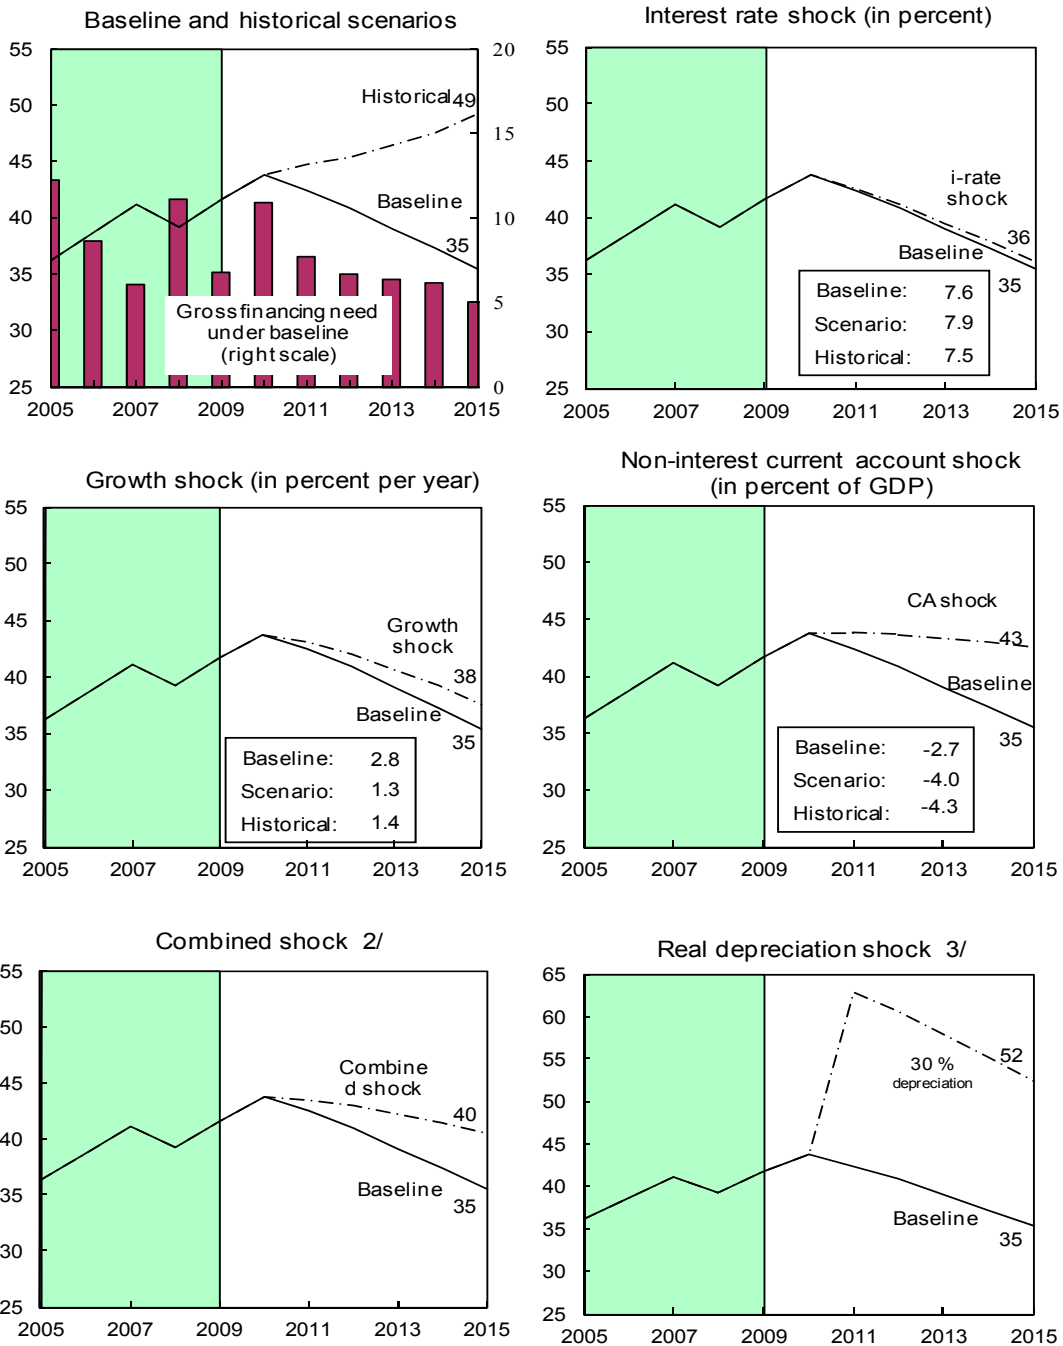 Baseline and historical scenarios
55
50
45
40
35
30
25
20
15
10
5
0
Historical
49
Baseline
35
Gross financing need
under baseline
(right scale)
2005
2007
2009
2011
2013
2015
Interest rate shock (in percent)
55
50
45
40
35
30
25
i-rate
shock
36
Baseline
35
Baseline: 7.6
Scenario: 7.9
Historical: 7.5
2005
2007
2009
2011
2013
2015
Growth shock (in percent per year)
55
50
45
40
35
30
25
Growth
shock
38
Baseline
35
Baseline: 2.8
Scenario: 1.3
Historical: 1.4
2005
2007
2009
2011
2013
2015
Non-interest current account shock
(in percent of GDP)
55
50
45
40
35
30
25
CA shock
43
Baseline
35
Baseline: -2.7
Scenario: -4.0
Historical: -4.3
2005
2007
2009
2011
2013
2015
Combined shock 2/
55
50
45
40
35
30
25
Combine
d shock
40
Baseline
35
2005
2007
2009
2011
2013
2015
Real depreciation shock 3/
65
60
55
50
45
40
35
30
25
52
30 %
depreciation
Baseline
35
2005
2007
2009
2011
2013
2015